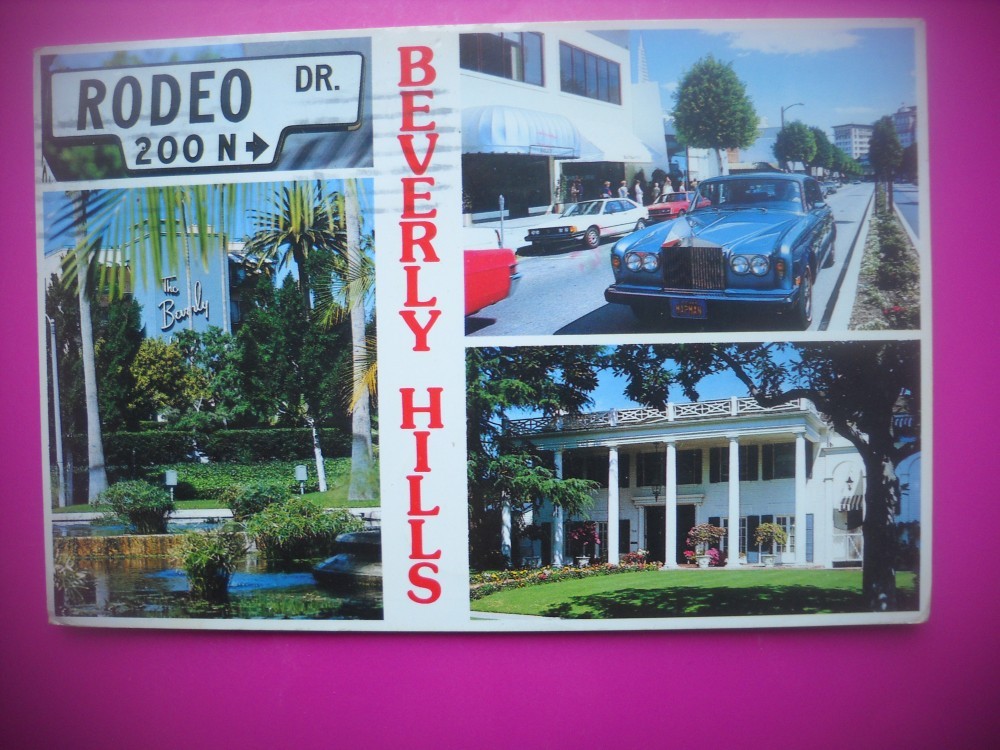 RODEO DR.
200 N →
BEVERLY HILLS
The
Beverly